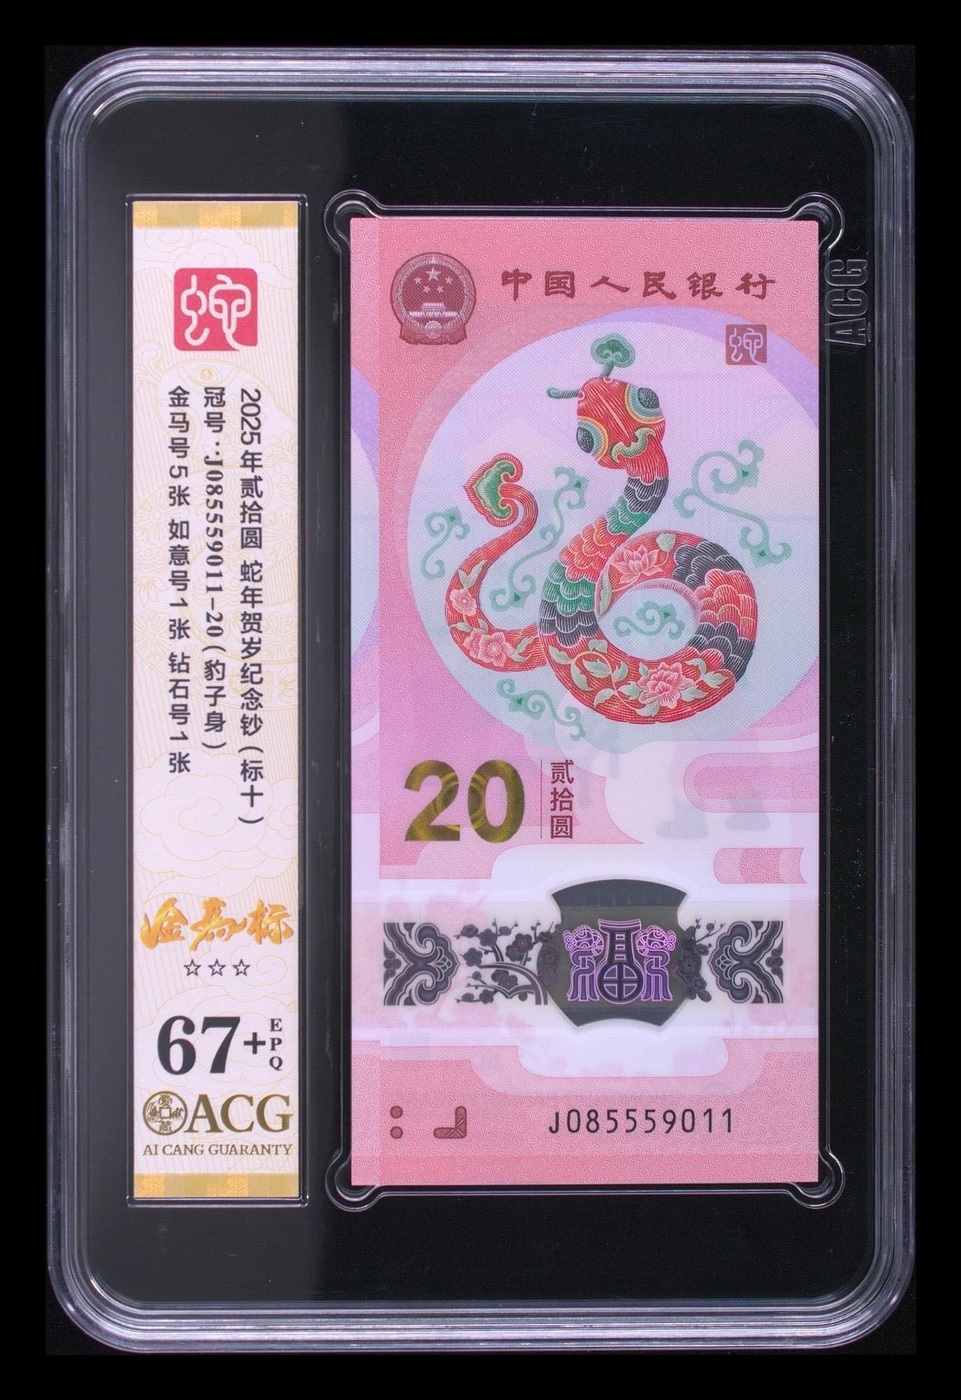 蛇
2025年贰拾圆 蛇年贺岁纪念钞（标十）
冠号：J085559011-20（豹子身）
金马号5张 如意号1张 钻石号1张
金马标
67+EPQ
ACG
AI CANG GUARANTY
中国人民银行
蛇
20
贰拾圆
福
J085559011
ACG